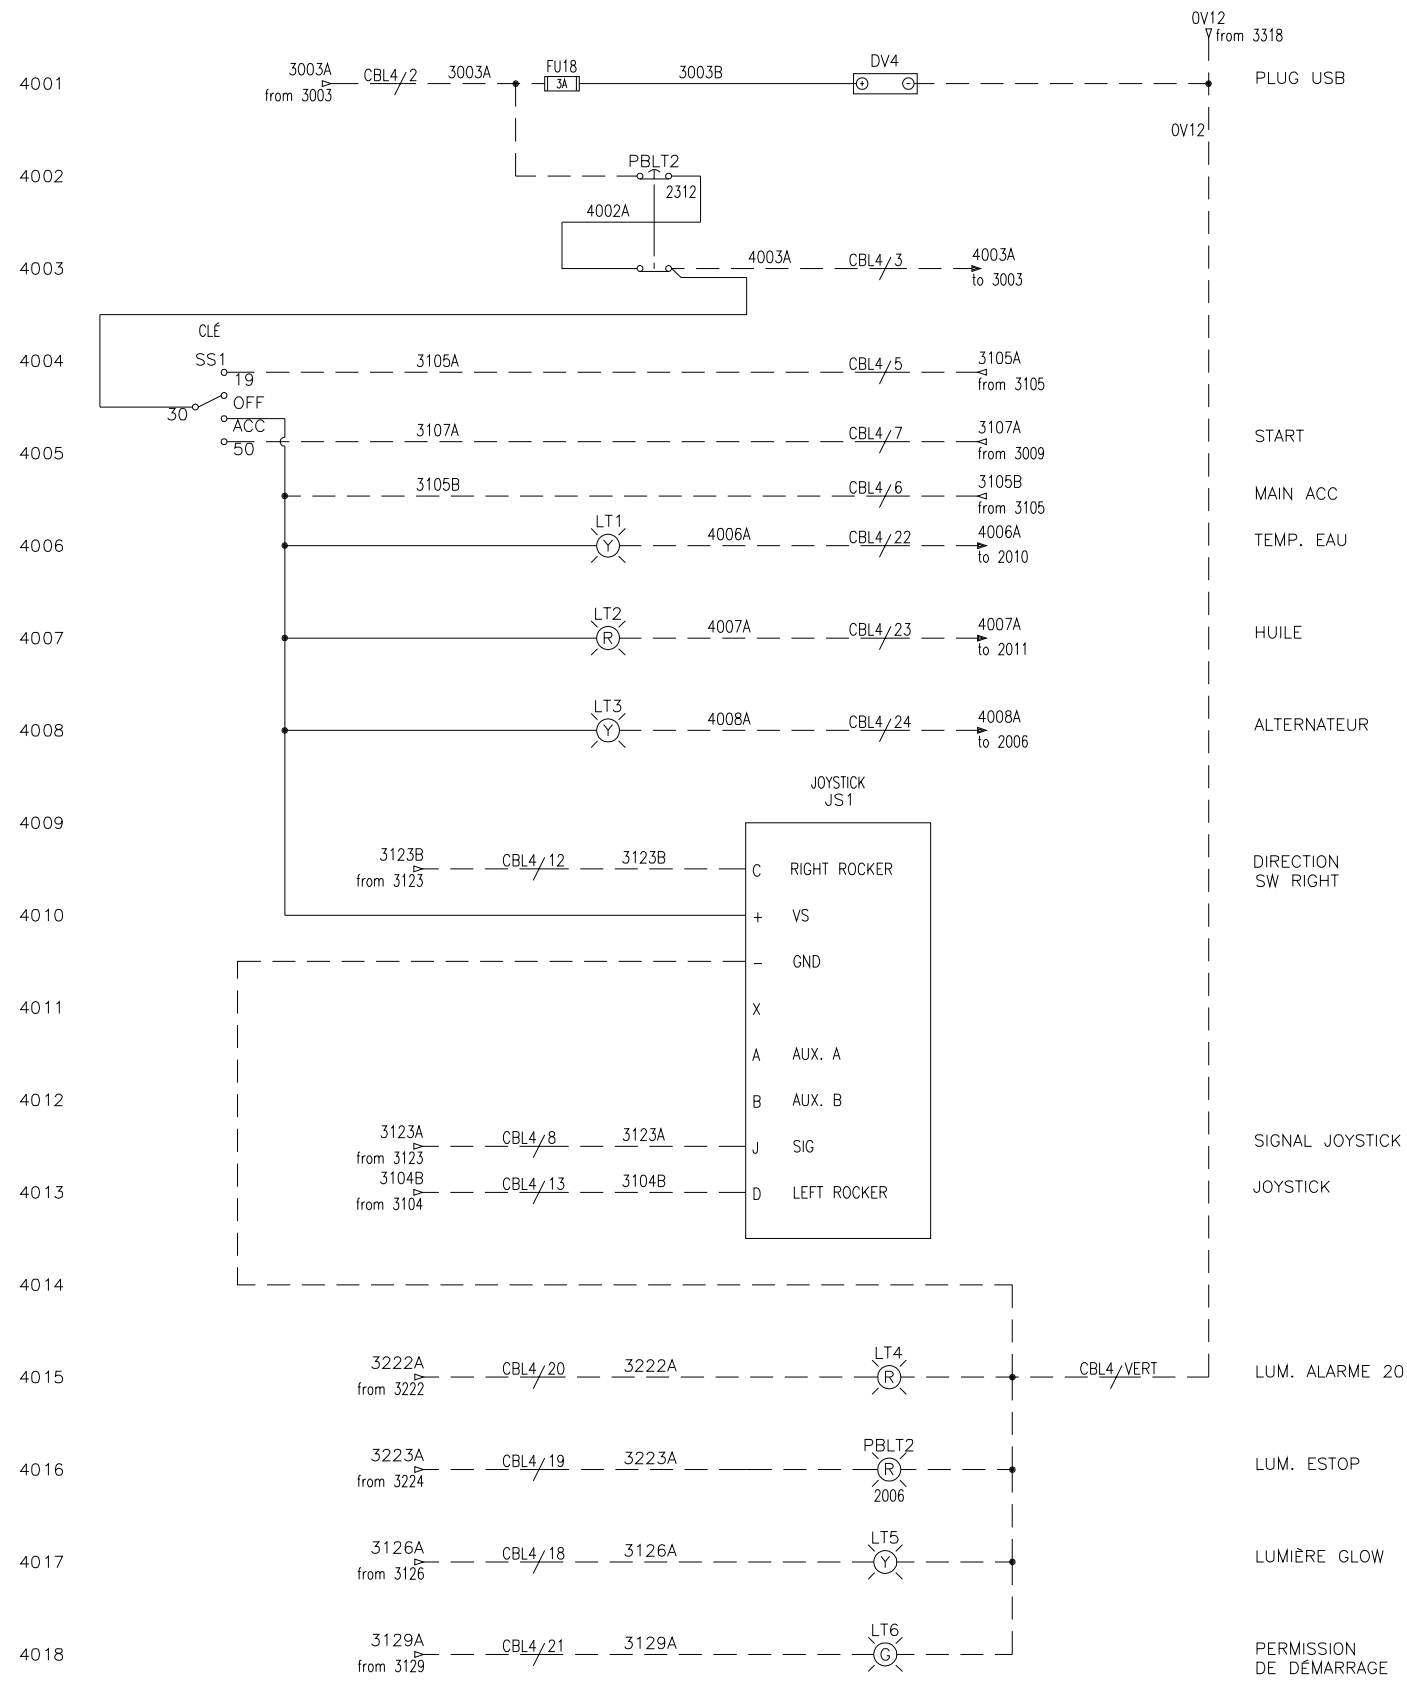 0V12
from 3318
4001
3003A
from 3003
CBL4/2
3003A
FU18
3A
3003B
DV4
+
-
PLUG USB
0V12
4002
PBLT2
2312
4002A
4003
4003A
CBL4/3
4003A
to 3003
CLÉ
4004
SS1
19
3105A
CBL4/5
3105A
from 3105
30
OFF
ACC
50
4005
3107A
CBL4/7
3107A
from 3009
START
3105B
CBL4/6
3105B
from 3105
MAIN ACC
4006
LT1
Y
4006A
CBL4/22
4006A
to 2010
TEMP. EAU
4007
LT2
R
4007A
CBL4/23
4007A
to 2011
HUILE
4008
LT3
Y
4008A
CBL4/24
4008A
to 2006
ALTERNATEUR
JOYSTICK
JS1
4009
3123B
from 3123
CBL4/12
3123B
C RIGHT ROCKER
DIRECTION
SW RIGHT
4010
+ VS
- GND
4011
X
A AUX. A
4012
B AUX. B
3123A
from 3123
CBL4/8
3123A
J SIG
SIGNAL JOYSTICK
4013
3104B
from 3104
CBL4/13
3104B
D LEFT ROCKER
JOYSTICK
4014
4015
3222A
from 3222
CBL4/20
3222A
LT4
R
CBL4/VERT
LUM. ALARME 20
4016
3223A
from 3224
CBL4/19
3223A
PBLT2
R
2006
LUM. ESTOP
4017
3126A
from 3126
CBL4/18
3126A
LT5
Y
LUMIÈRE GLOW
4018
3129A
from 3129
CBL4/21
3129A
LT6
G
PERMISSION
DE DÉMARRAGE